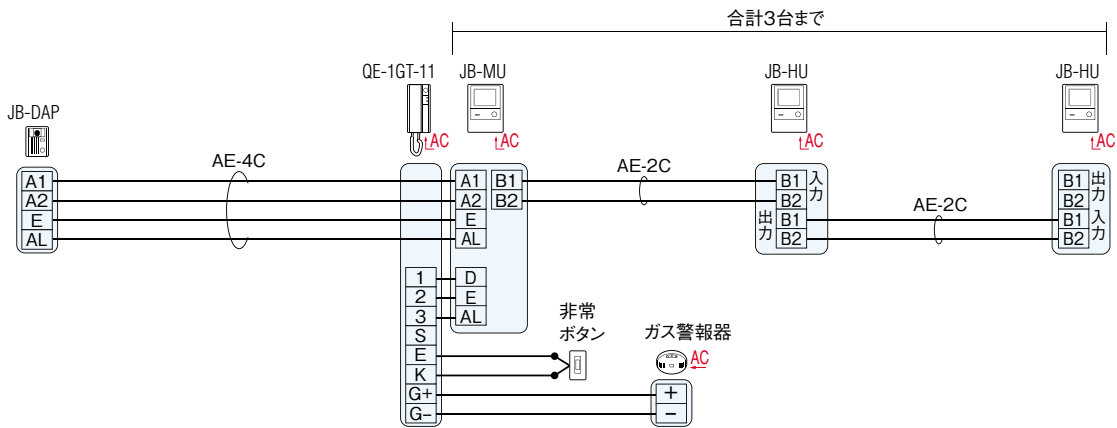 合計3台まで
QE-1GT-11
JB-MU
JB-HU
JB-HU
JB-DAP
AC
AC
AC
AC
AE-4C
AE-2C
AE-2C
A1
A2
E
AL
A1
A2
E
AL
B1
B2
B1
B2
入力
B1
B2
出力
B1
B2
出力
B1
B2
入力
1
2
3
S
E
K
G+
G−
D
E
AL
非常
ボタン
ガス警報器
AC
+
−